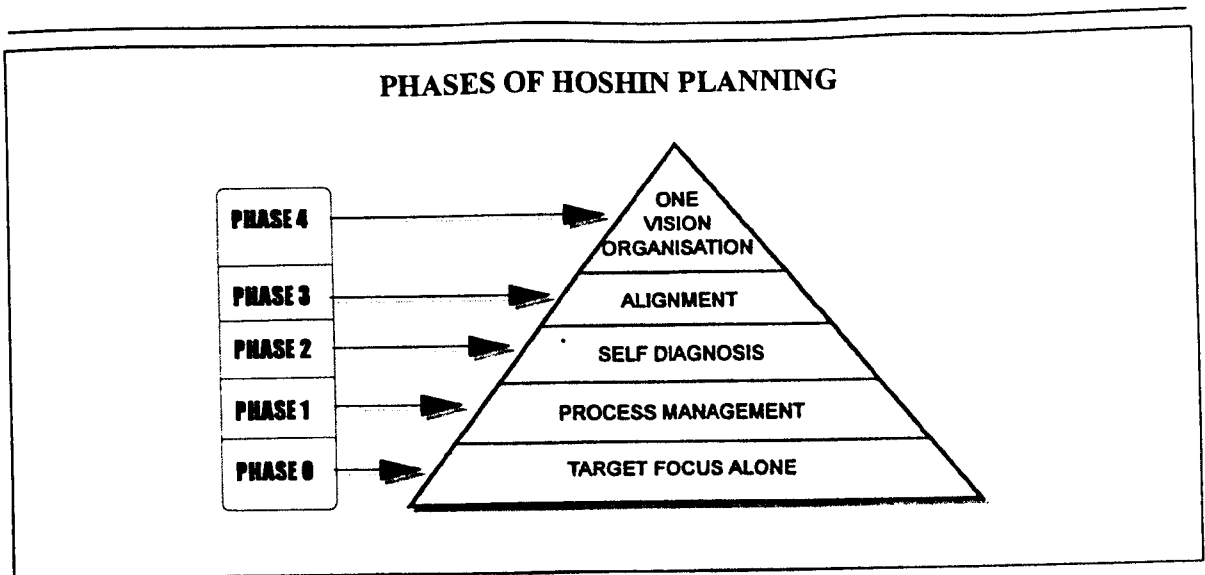 PHASES OF HOSHIN PLANNING
PHASE 4
ONE
VISION
ORGANISATION
PHASE 3
ALIGNMENT
PHASE 2
SELF DIAGNOSIS
PHASE 1
PROCESS MANAGEMENT
PHASE 0
TARGET FOCUS ALONE